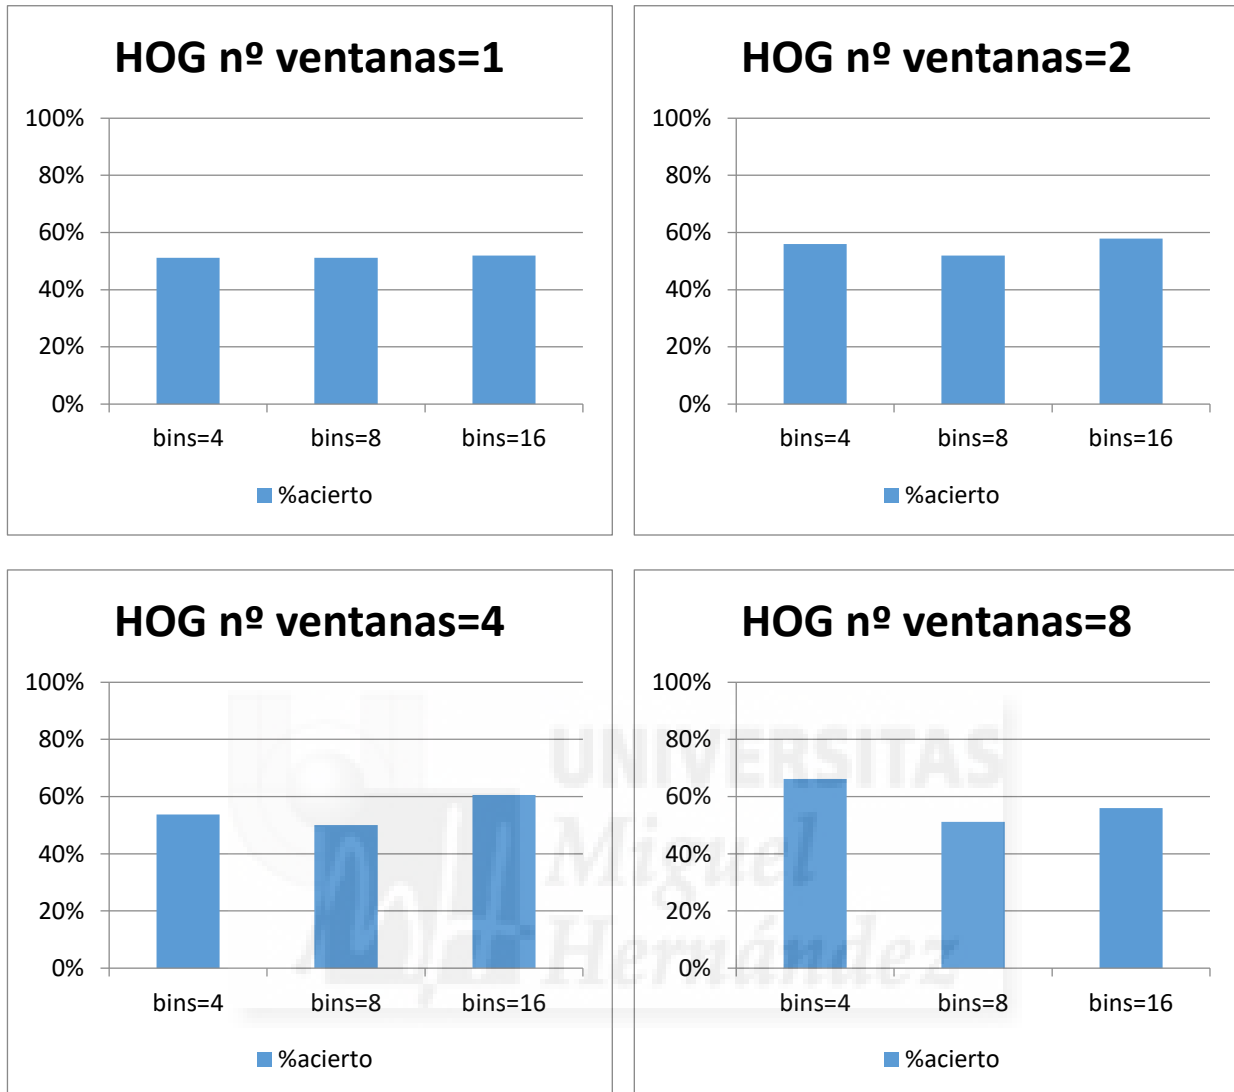 HOG nº ventanas=1
100%
80%
60%
40%
20%
0%
bins=4 bins=8 bins=16
%acierto
HOG nº ventanas=2
100%
80%
60%
40%
20%
0%
bins=4 bins=8 bins=16
%acierto
HOG nº ventanas=4
100%
80%
60%
40%
20%
0%
bins=4 bins=8 bins=16
%acierto
HOG nº ventanas=8
100%
80%
60%
40%
20%
0%
bins=4 bins=8 bins=16
%acierto
UNIVERSITAS
Miguel
Hernández